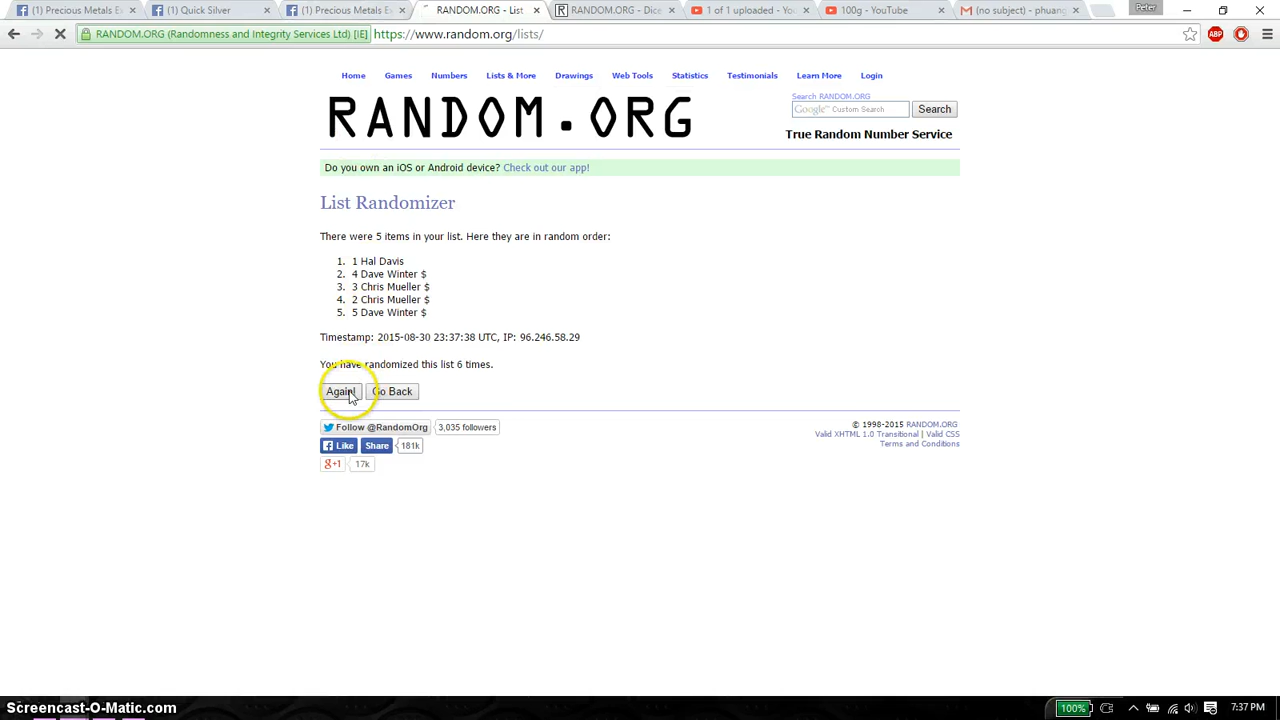 (1) Precious Metals Ev
(1) Quick Silver
(1) Precious Metals Ev
RANDOM.ORG - List
RANDOM.ORG - Dice
1 of 1 uploaded - You
100g - YouTube
(no subject) - phuang
Peter
RANDOM.ORG (Randomness and Integrity Services Ltd) [IE]
https://www.random.org/lists/
ABP
Home Games Numbers Lists & More Drawings Web Tools Statistics Testimonials Learn More Login
RANDOM.ORG
Search RANDOM.ORG
Google™ Custom Search
Search
True Random Number Service
Do you own an iOS or Android device? Check out our app!
List Randomizer
There were 5 items in your list. Here they are in random order:
1. 1 Hal Davis
2. 4 Dave Winter $
3. 3 Chris Mueller $
4. 2 Chris Mueller $
5. 5 Dave Winter $
Timestamp: 2015-08-30 23:37:38 UTC, IP: 96.246.58.29
You have randomized this list 6 times.
Again! Go Back
Follow @RandomOrg 3,035 followers
Like Share 181k
g+1 17k
© 1998-2015 RANDOM.ORG
Valid XHTML 1.0 Transitional | Valid CSS
Terms and Conditions
Screencast-O-Matic.com
100%
7:37 PM